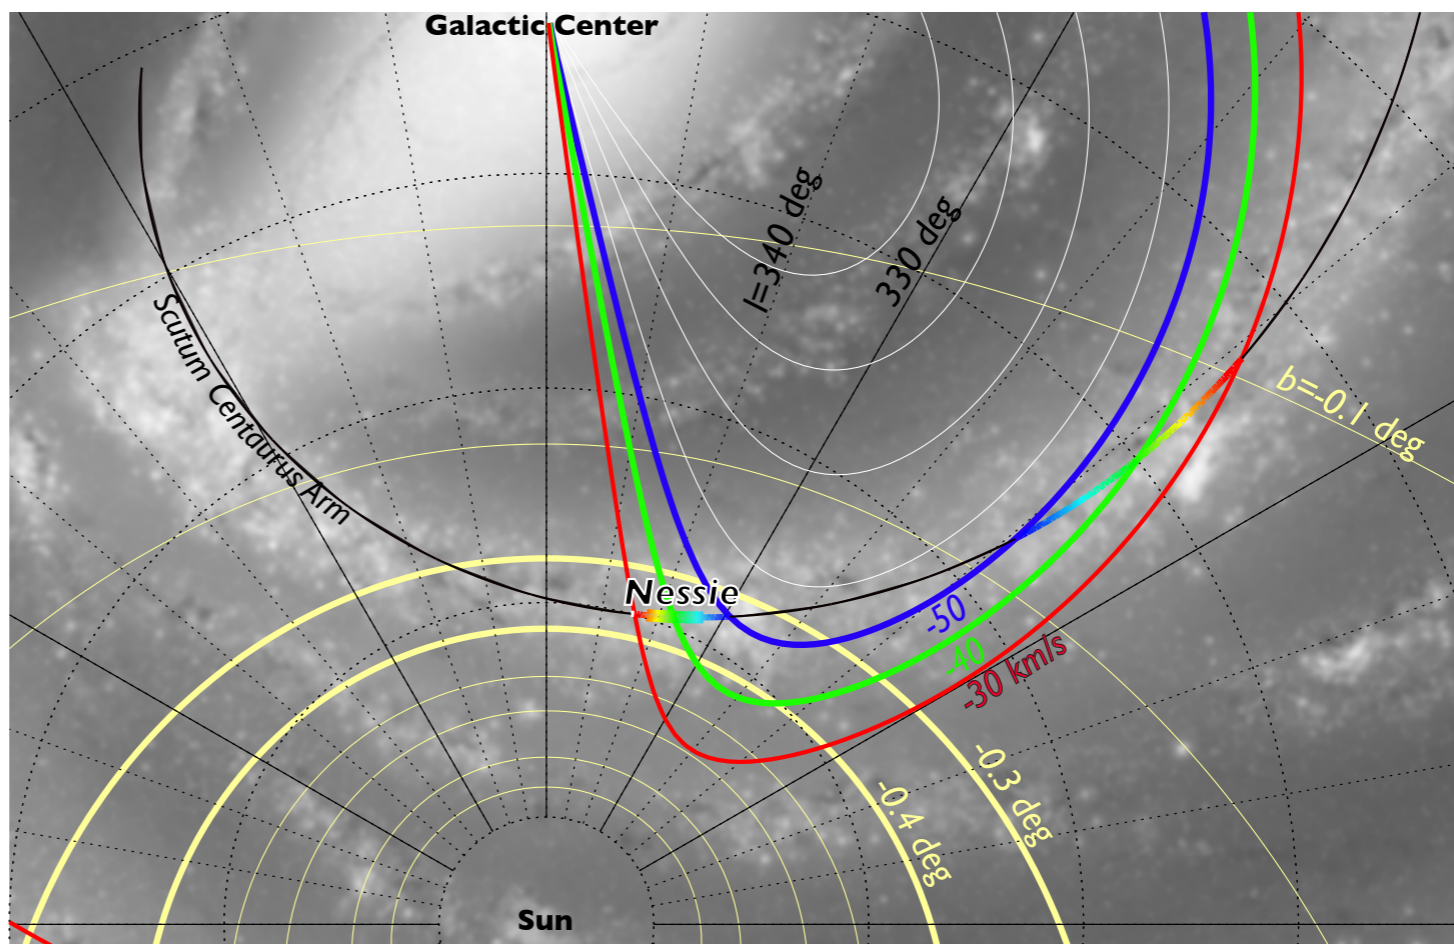 Galactic Center
l=340 deg
330 deg
Scutum Centaurus Arm
b=-0.1 deg
Nessie
-50
-40
-30 km/s
-0.3 deg
-0.4 deg
Sun